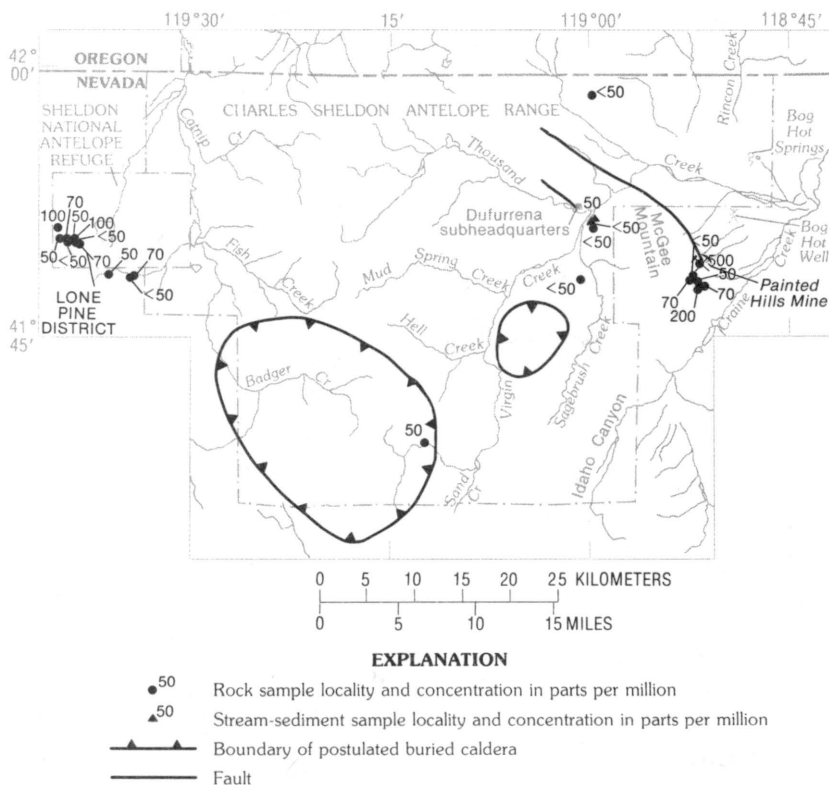 119°30'
15'
119°00'
118°45'
42°
00'
OREGON
NEVADA
SHELDON
NATIONAL
ANTELOPE
REFUGE
CHARLES SHELDON ANTELOPE RANGE
Catnip
Cr
<50
Rincon Creek
Bog
Hot
Springs
Thousand
Creek
100
70
50
100
<50
50
<50
70
50
70
<50
LONE
PINE
DISTRICT
Dufurrena
subheadquarters
50
<50
<50
McGee
Mountain
Bog
Hot
Well
50
<500
50
70
200
70
Painted
Hills Mine
Craine
Creek
Fish
Creek
Mud
Spring
Creek
Creek
<50
41°
45'
Hell
Creek
Virgin
Sagebrush Creek
Badger
Cr
50
Sand
Cr
Idaho Canyon
0 5 10 15 20 25 KILOMETERS
0 5 10 15 MILES
EXPLANATION
50 Rock sample locality and concentration in parts per million
50 Stream-sediment sample locality and concentration in parts per million
Boundary of postulated buried caldera
Fault